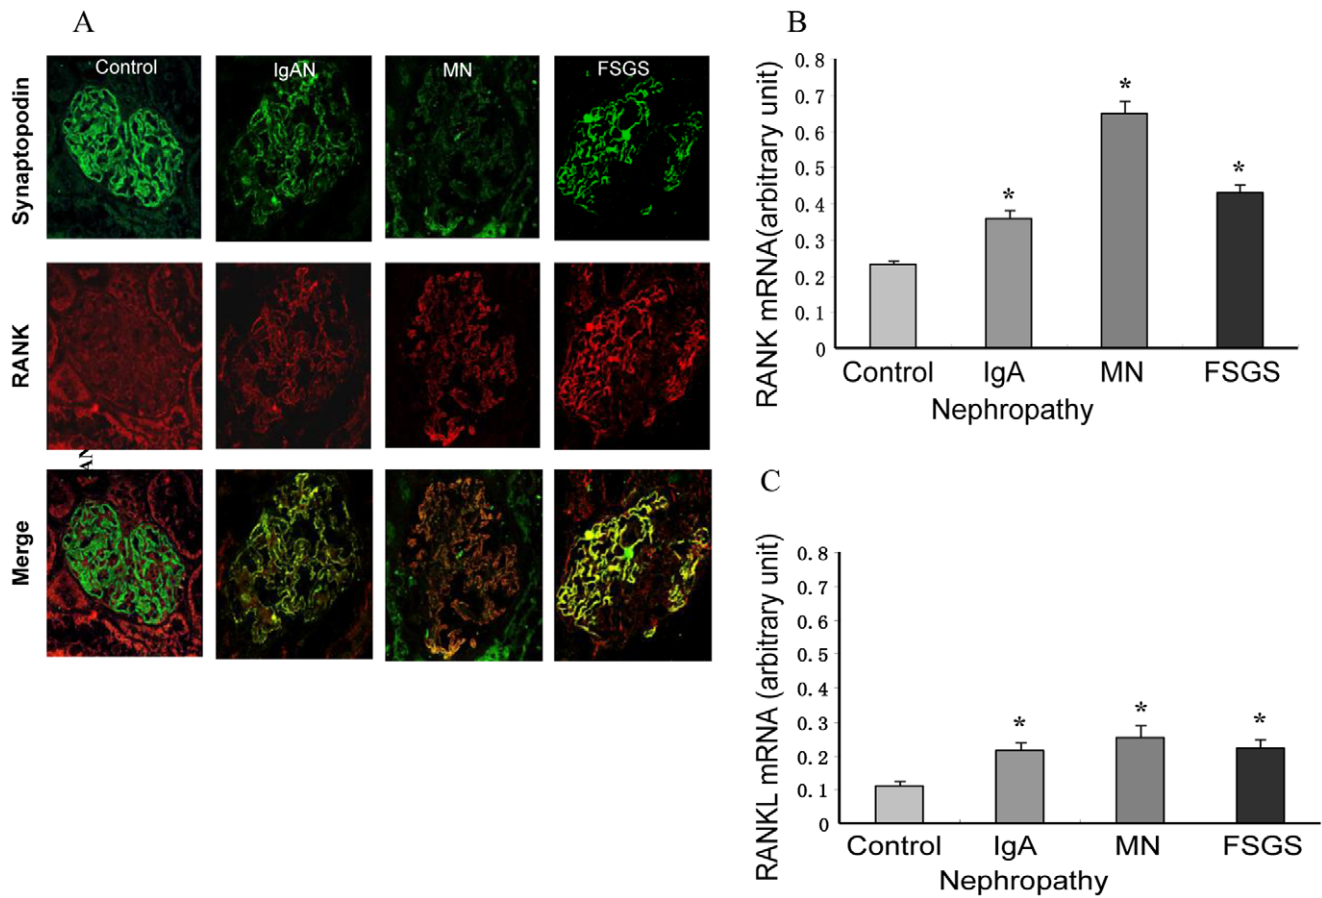 A
Control
IgAN
MN
FSGS
Synaptopodin
RANK
AN
Merge
B
RANK mRNA(arbitrary unit)
0.8
0.7
0.6
0.5
0.4
0.3
0.2
0.1
0
*
*
*
Control
IgA
MN
FSGS
Nephropathy
C
RANKL mRNA (arbitrary unit)
0.8
0.7
0.6
0.5
0.4
0.3
0.2
0.1
0
*
*
*
Control
IgA
MN
FSGS
Nephropathy